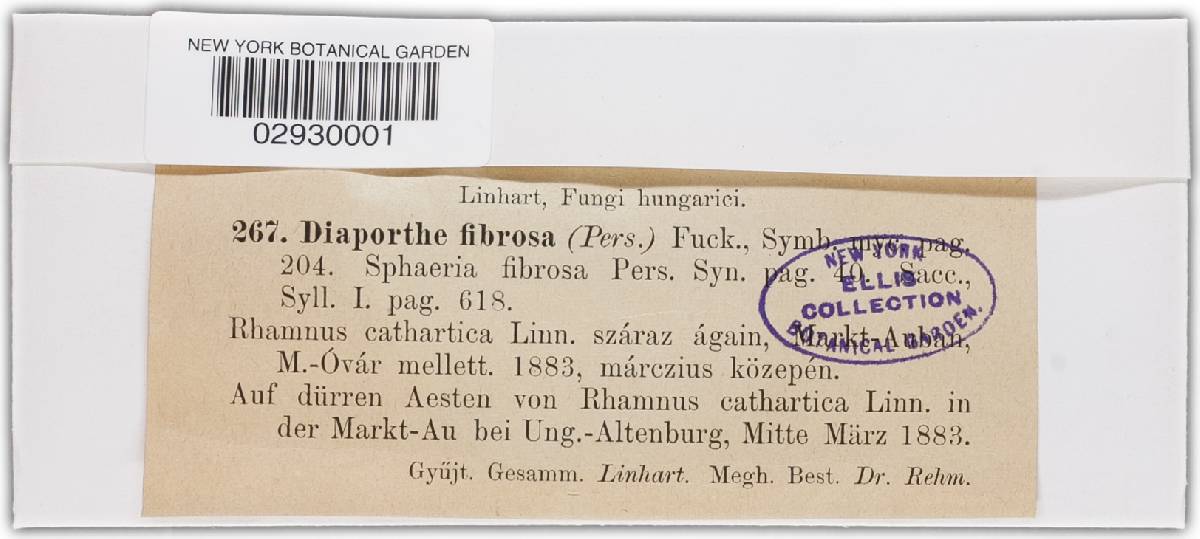 NEW YORK BOTANICAL GARDEN
02930001
Linhart, Fungi hungarici.
267. Diaporthe fibrosa (Pers.) Fuck., Symb. myc. pag.
204. Sphaeria fibrosa Pers. Syn. pag. 40. Sacc.,
Syll. I. pag. 618.
Rhamnus cathartica Linn. száraz ágain, Markt-Auban,
M.-Óvár mellett. 1883, márczius közepén.
Auf dürren Aesten von Rhamnus cathartica Linn. in
der Markt-Au bei Ung.-Altenburg, Mitte März 1883.
Gyűjt. Gesamm. Linhart. Megh. Best. Dr. Rehm.
NEW YORK
ELLIS
COLLECTION
BOTANICAL GARDEN.